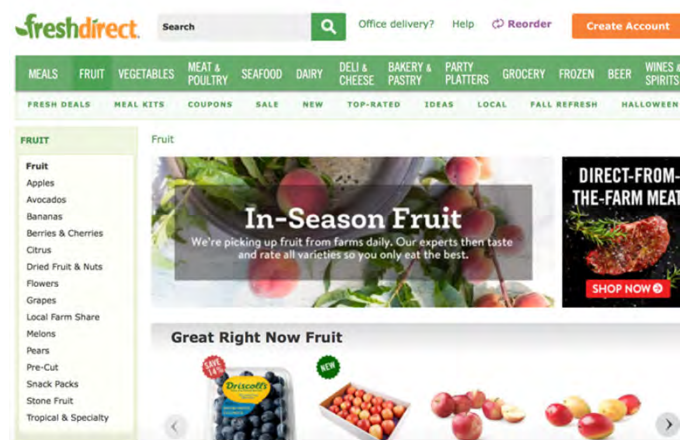 freshdirect.
Search
Office delivery?
Help
Reorder
Create Account
MEALS
FRUIT
VEGETABLES
MEAT &
POULTRY
SEAFOOD
DAIRY
DELI &
CHEESE
BAKERY &
PASTRY
PARTY
PLATTERS
GROCERY
FROZEN
BEER
WINES &
SPIRITS
FRESH DEALS
MEAL KITS
COUPONS
SALE
NEW
TOP-RATED
IDEAS
LOCAL
FALL REFRESH
HALLOWEEN
FRUIT
Fruit
Apples
Avocados
Bananas
Berries & Cherries
Citrus
Dried Fruit & Nuts
Flowers
Grapes
Local Farm Share
Melons
Pears
Pre-Cut
Snack Packs
Stone Fruit
Tropical & Specialty
Fruit
In-Season Fruit
We're picking up fruit from farms daily. Our experts then taste
and rate all varieties so you only eat the best.
DIRECT-FROM-
THE-FARM MEAT
SHOP NOW
Great Right Now Fruit
SAVE
14%
Driscoll's
NEW